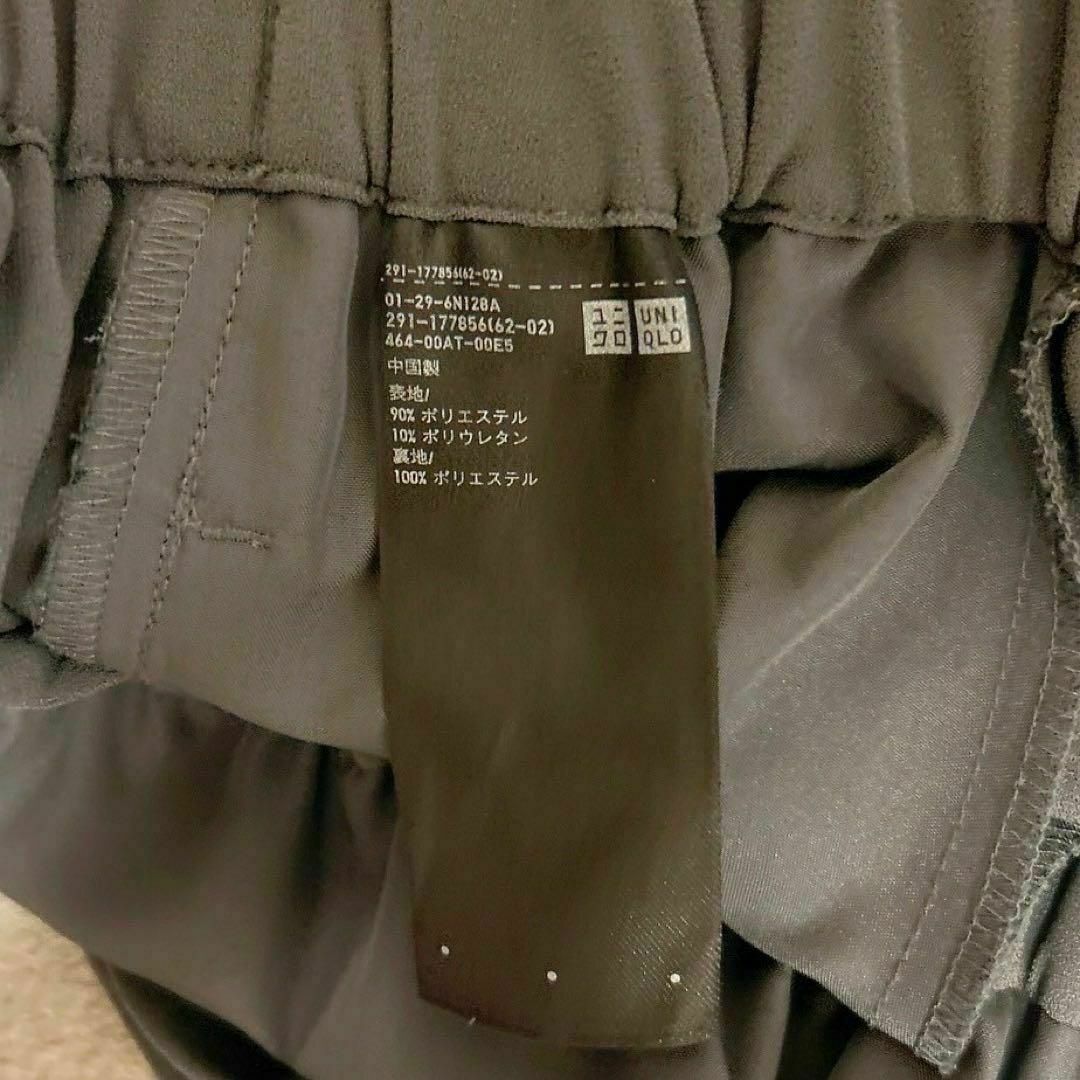 291-177856(62-02)
01-29-6N128A
291-177856(62-02)
464-00AT-00E5
ユニ
クロ
UNI
QLO
中国製
表地/
90% ポリエステル
10% ポリウレタン
裏地/
100% ポリエステル